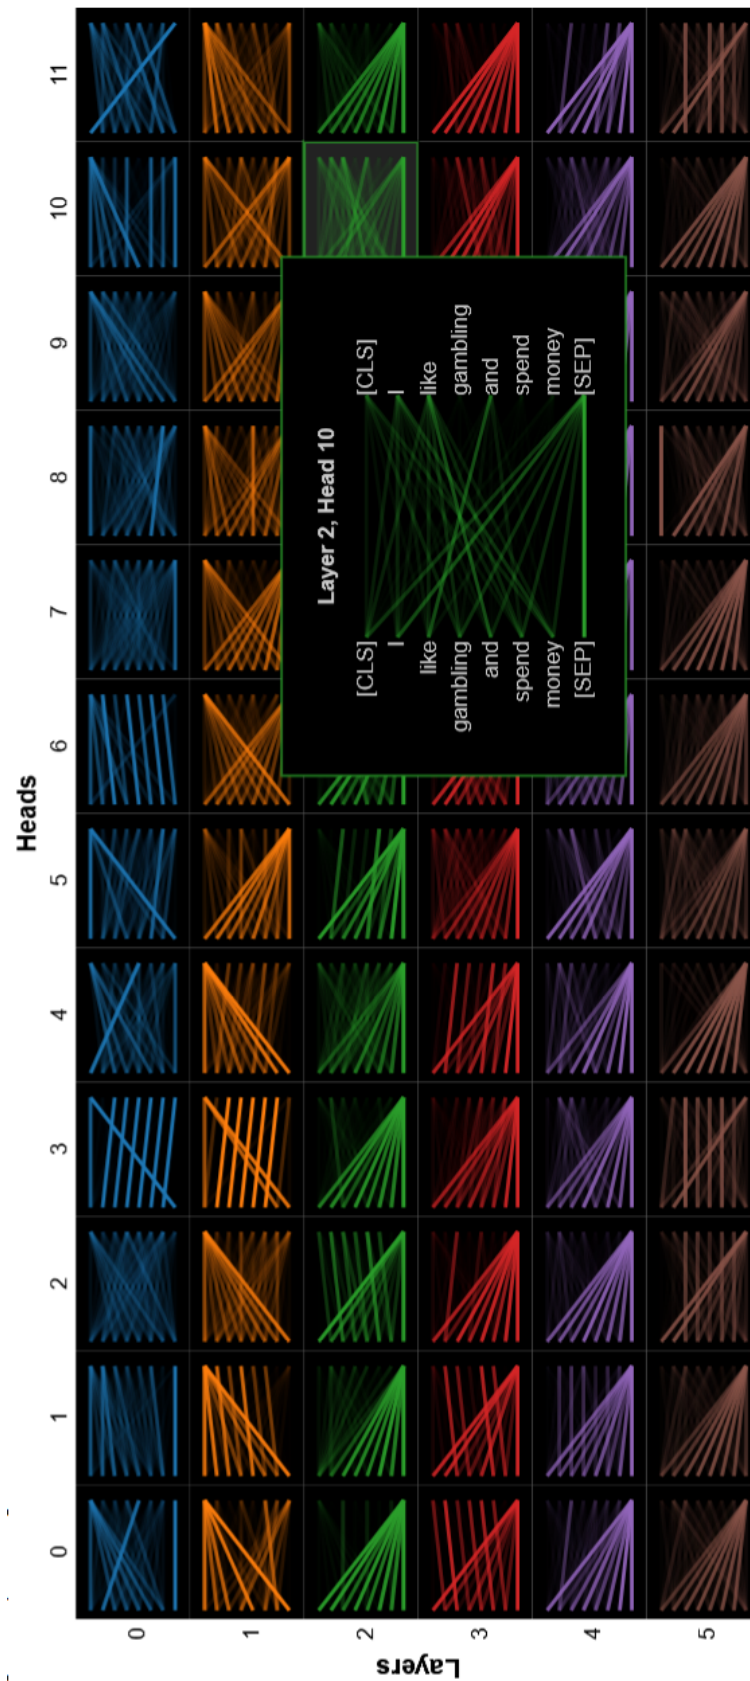 Heads
0 1 2 3 4 5 6 7 8 9 10 11
Layers
0
1
2
3
4
5
Layer 2, Head 10
[CLS] [CLS]
I I
like like
gambling gambling
and and
spend spend
money money
[SEP] [SEP]